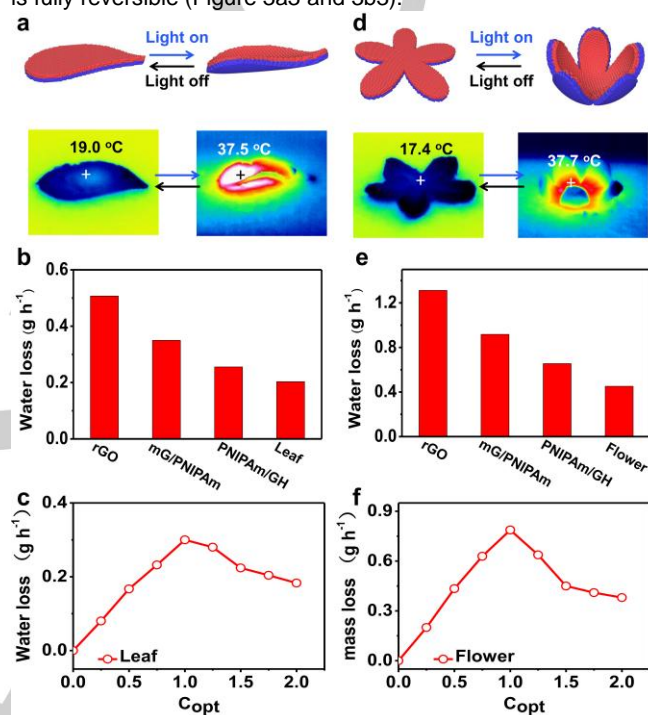 is fully reversible (Figure 3a3 and 3b3).
a
Light on
Light off
19.0 °C
37.5 °C
b
Water loss (g h-1)
0.6
0.4
0.2
0.0
rGO
mG/PNIPAm
PNIPAm/GH
Leaf
c
Water loss (g h-1)
0.4
0.2
0.0
Leaf
0.0 0.5 1.0 1.5 2.0
Copt
d
Light on
Light off
17.4 °C
37.7 °C
e
Water loss (g h-1)
1.2
0.8
0.4
0.0
rGO
mG/PNIPAm
PNIPAm/GH
Flower
f
mass loss (g h-1)
0.9
0.6
0.3
0.0
Flower
0.0 0.5 1.0 1.5 2.0
Copt